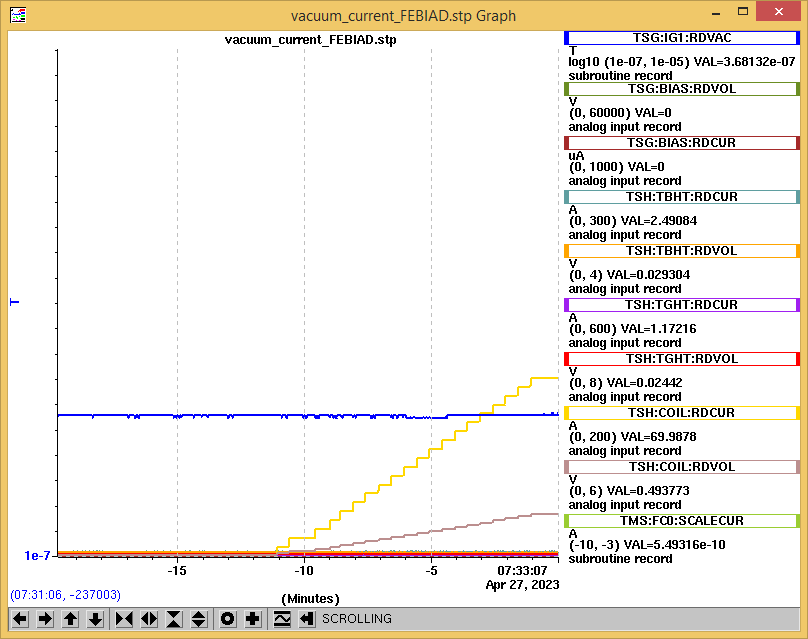 vacuum_current_FEBIAD.stp Graph
vacuum_current_FEBIAD.stp
T
1e-7
-15
-10
-5
07:33:07
Apr 27, 2023
(Minutes)
(07:31:06, -237003)
TSG:IG1:RDVAC
T
log10 (1e-07, 1e-05) VAL=3.68132e-07
subroutine record
TSG:BIAS:RDVOL
V
(0, 60000) VAL=0
analog input record
TSG:BIAS:RDCUR
uA
(0, 1000) VAL=0
analog input record
TSH:TBHT:RDCUR
A
(0, 300) VAL=2.49084
analog input record
TSH:TBHT:RDVOL
V
(0, 4) VAL=0.029304
analog input record
TSH:TGHT:RDCUR
A
(0, 600) VAL=1.17216
analog input record
TSH:TGHT:RDVOL
V
(0, 8) VAL=0.02442
analog input record
TSH:COIL:RDCUR
A
(0, 200) VAL=69.9878
analog input record
TSH:COIL:RDVOL
V
(0, 6) VAL=0.493773
analog input record
TMS:FC0:SCALECUR
A
(-10, -3) VAL=5.49316e-10
subroutine record
SCROLLING